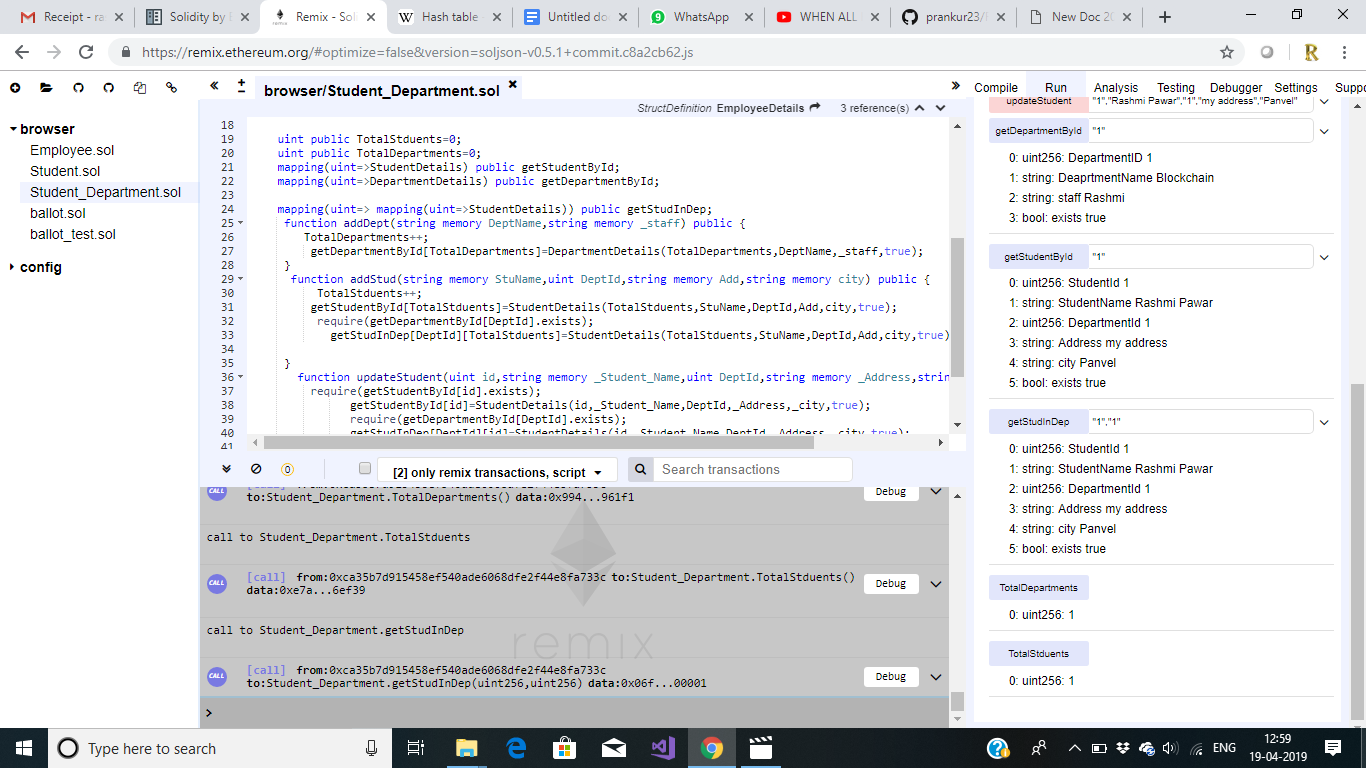 Receipt - ra
Solidity by E
Remix - Soli
Hash table
Untitled do
WhatsApp
WHEN ALL
prankur23/
New Doc 20
https://remix.ethereum.org/#optimize=false&version=soljson-v0.5.1+commit.c8a2cb62.js
browser/Student_Department.sol
Compile Run Analysis Testing Debugger Settings Suppo
StructDefinition EmployeeDetails 3 reference(s)
browser
Employee.sol
Student.sol
Student_Department.sol
ballot.sol
ballot_test.sol
config
18
19 uint public TotalStduents=0;
20 uint public TotalDepartments=0;
21 mapping(uint=>StudentDetails) public getStudentById;
22 mapping(uint=>DepartmentDetails) public getDepartmentById;
23
24 mapping(uint=> mapping(uint=>StudentDetails)) public getStudInDep;
25 function addDept(string memory DeptName,string memory _staff) public {
26 TotalDepartments++;
27 getDepartmentById[TotalDepartments]=DepartmentDetails(TotalDepartments,DeptName,_staff,true);
28 }
29 function addStud(string memory StuName,uint DeptId,string memory Add,string memory city) public {
30 TotalStduents++;
31 getStudentById[TotalStduents]=StudentDetails(TotalStduents,StuName,DeptId,Add,city,true);
32 require(getDepartmentById[DeptId].exists);
33 getStudInDep[DeptId][TotalStduents]=StudentDetails(TotalStduents,StuName,DeptId,Add,city,true)
34
35 }
36 function updateStudent(uint id,string memory _Student_Name,uint DeptId,string memory _Address,strin
37 require(getStudentById[id].exists);
38 getStudentById[id]=StudentDetails(id,_Student_Name,DeptId,_Address,_city,true);
39 require(getDepartmentById[DeptId].exists);
40 getStudInDep[DeptId][id]=StudentDetails(id,_Student_Name,DeptId,_Address,_city,true);
41
0
[2] only remix transactions, script
Search transactions
to:Student_Department.TotalDepartments() data:0x994...961f1
Debug
call to Student_Department.TotalStduents
CALL
[call] from:0xca35b7d915458ef540ade6068dfe2f44e8fa733c to:Student_Department.TotalStduents()
data:0xe7a...6ef39
Debug
call to Student_Department.getStudInDep
remix
CALL
[call] from:0xca35b7d915458ef540ade6068dfe2f44e8fa733c
to:Student_Department.getStudInDep(uint256,uint256) data:0x06f...00001
Debug
>
updateStudent "1","Rashmi Pawar","1","my address","Panvel"
getDepartmentById "1"
0: uint256: DepartmentID 1
1: string: DeaprtmentName Blockchain
2: string: staff Rashmi
3: bool: exists true
getStudentById "1"
0: uint256: StudentId 1
1: string: StudentName Rashmi Pawar
2: uint256: DepartmentId 1
3: string: Address my address
4: string: city Panvel
5: bool: exists true
getStudInDep "1","1"
0: uint256: StudentId 1
1: string: StudentName Rashmi Pawar
2: uint256: DepartmentId 1
3: string: Address my address
4: string: city Panvel
5: bool: exists true
TotalDepartments
0: uint256: 1
TotalStduents
0: uint256: 1
Type here to search
ENG
12:59
19-04-2019